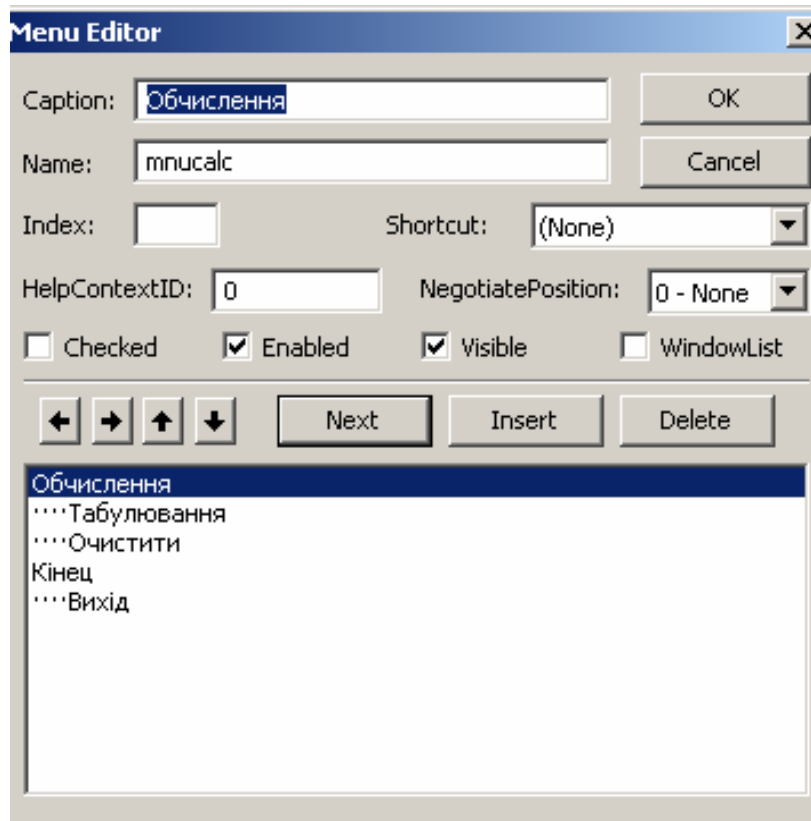 Menu Editor
Caption: Обчислення OK
Name: mnucalc Cancel
Index: Shortcut: (None)
HelpContextID: 0 NegotiatePosition: 0 - None
Checked Enabled Visible WindowList
Next Insert Delete
Обчислення
····Табулювання
····Очистити
Кінец
····Вихід